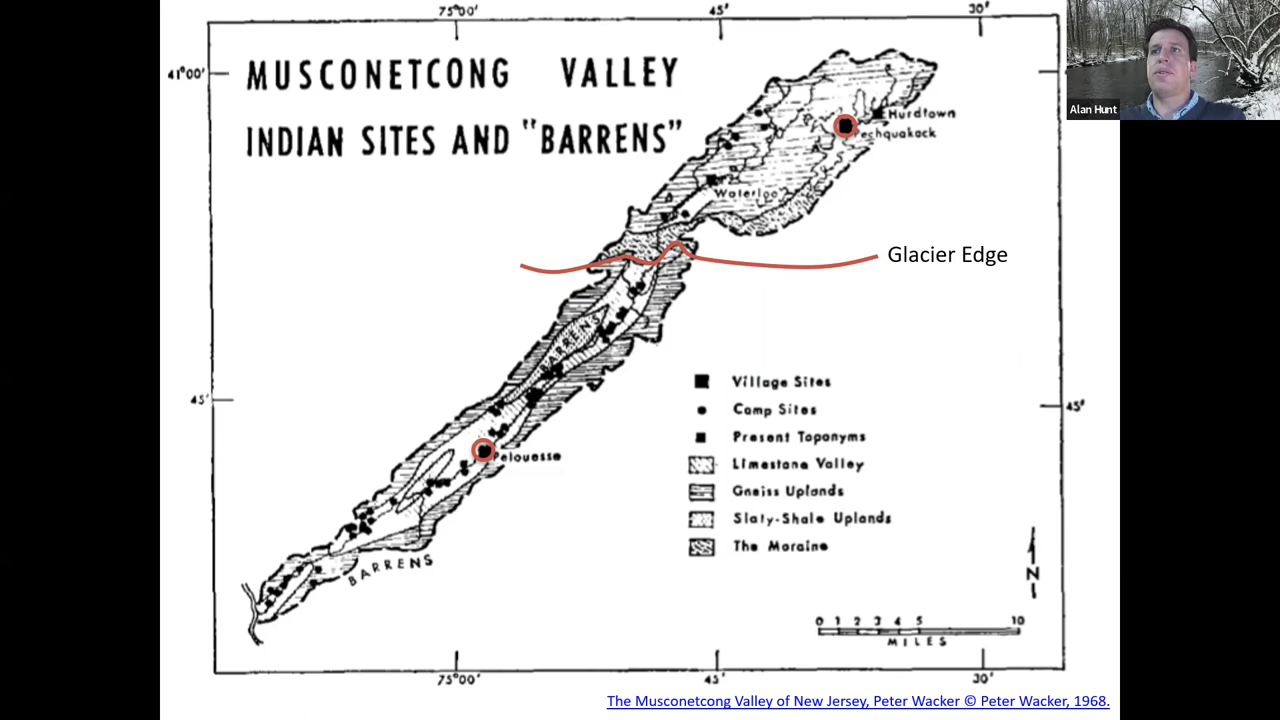 75°00'
45'
30'
41°00'
MUSCONETCONG VALLEY
INDIAN SITES AND "BARRENS"
Alan Hunt
Hurdtown
Techquakack
Waterloo
Glacier Edge
BARRENS
45'
45'
Village Sites
Camp Sites
Present Toponyms
Pelouesse
Limestone Valley
Gneiss Uplands
Slaty-Shale Uplands
The Moraine
BARRENS
N
0 1 2 3 4 5 10
MILES
75°00'
45'
30'
The Musconetcong Valley of New Jersey, Peter Wacker © Peter Wacker, 1968.